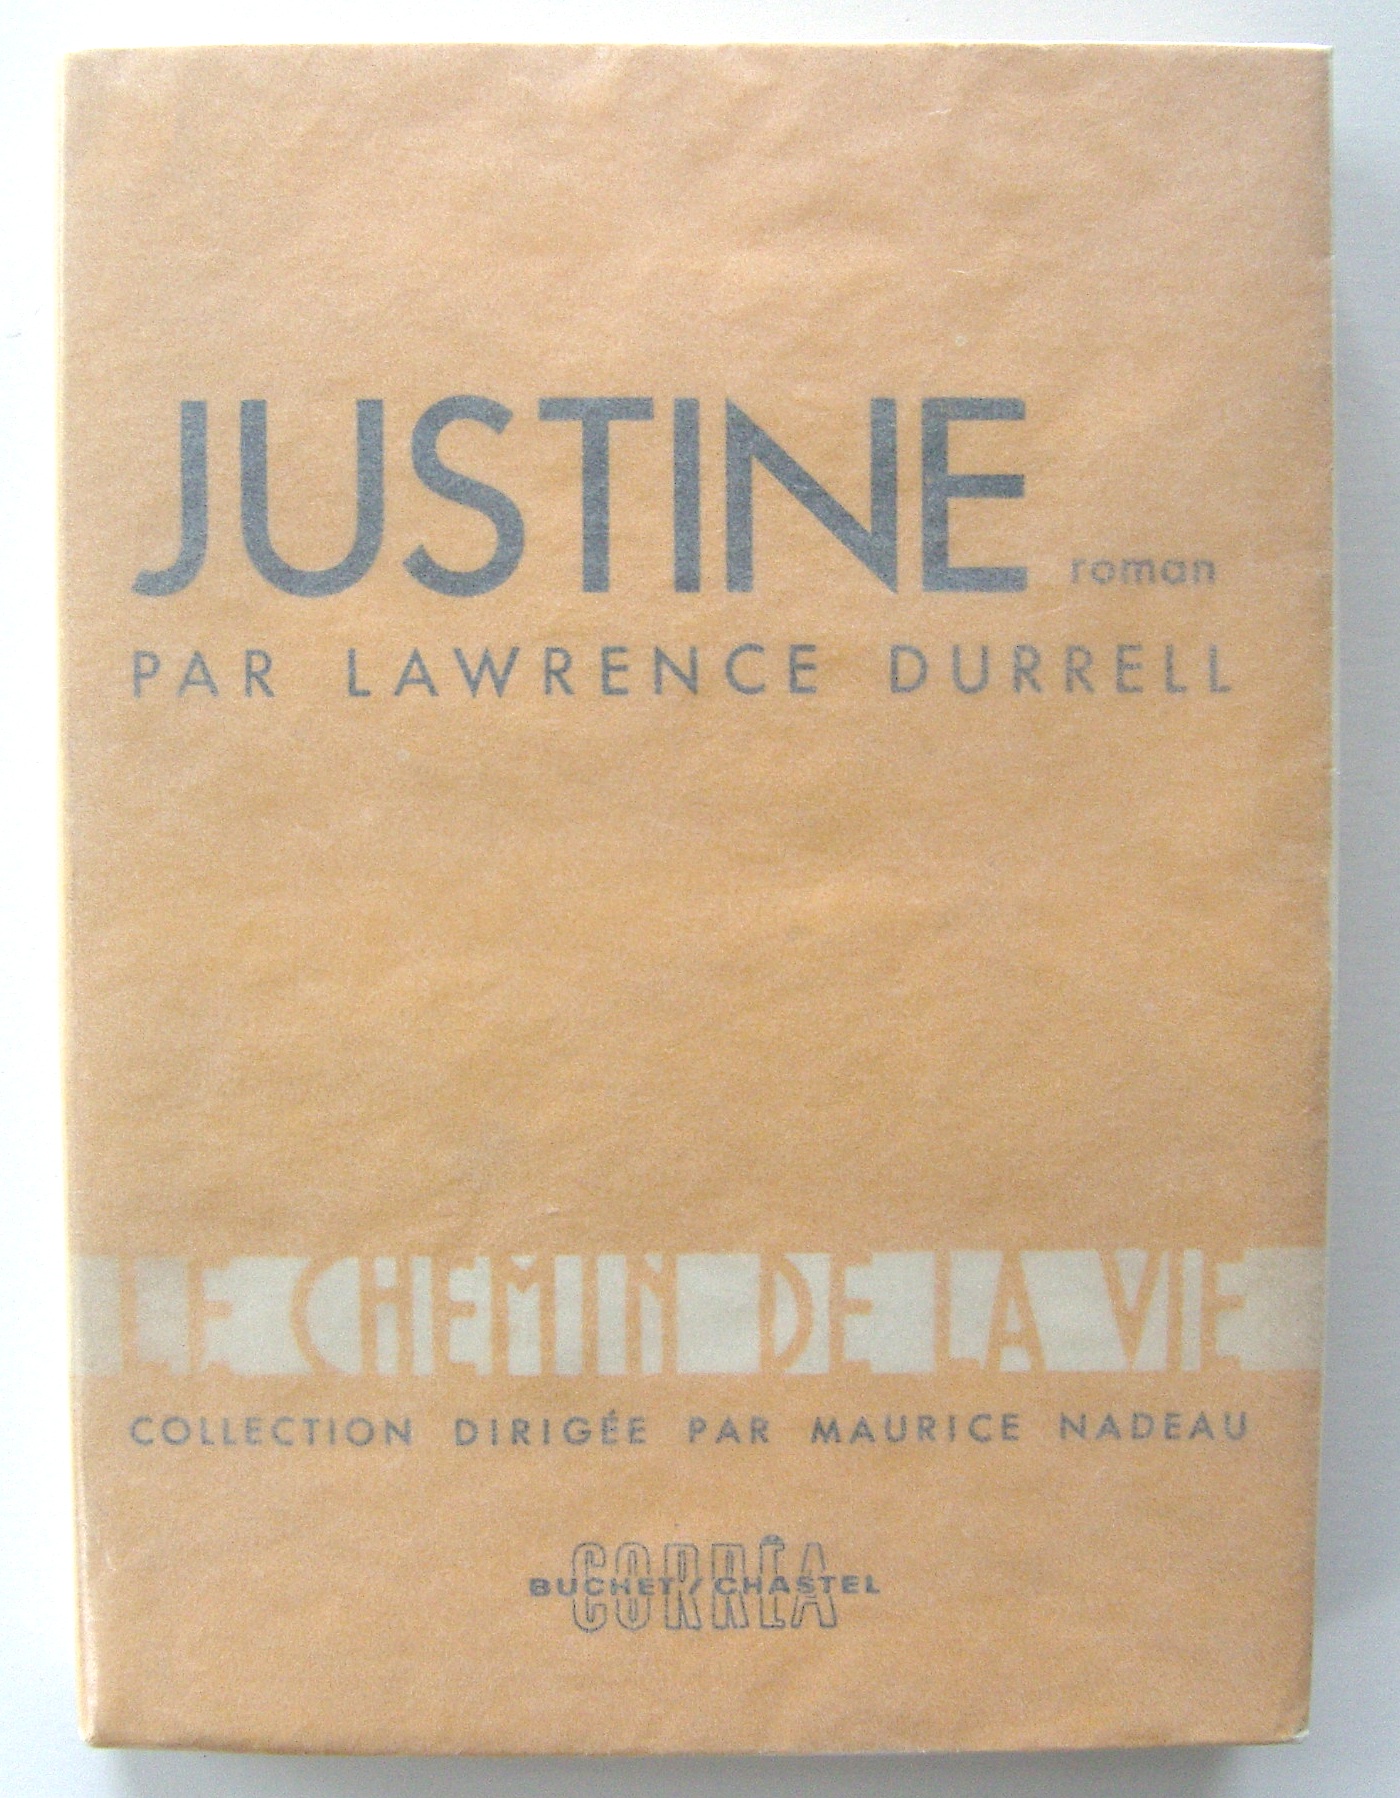 JUSTINE roman
PAR LAWRENCE DURRELL
LE CHEMIN DE LA VIE
COLLECTION DIRIGÉE PAR MAURICE NADEAU
CORRÊA
BUCHET/CHASTEL